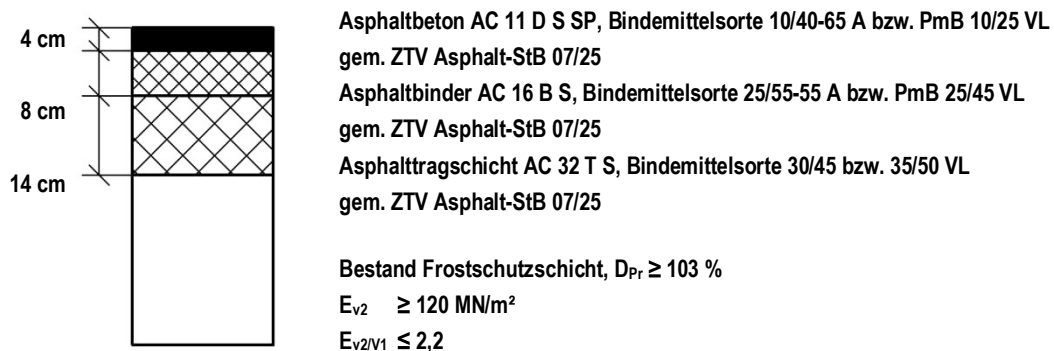 4 cm
8 cm
14 cm
Asphaltbeton AC 11 D S SP, Bindemittelsorte 10/40-65 A bzw. PmB 10/25 VL
gem. ZTV Asphalt-StB 07/25
Asphaltbinder AC 16 B S, Bindemittelsorte 25/55-55 A bzw. PmB 25/45 VL
gem. ZTV Asphalt-StB 07/25
Asphalttragschicht AC 32 T S, Bindemittelsorte 30/45 bzw. 35/50 VL
gem. ZTV Asphalt-StB 07/25
Bestand Frostschutzschicht, DPr ≥ 103 %
Ev2 ≥ 120 MN/m²
Ev2/V1 ≤ 2,2